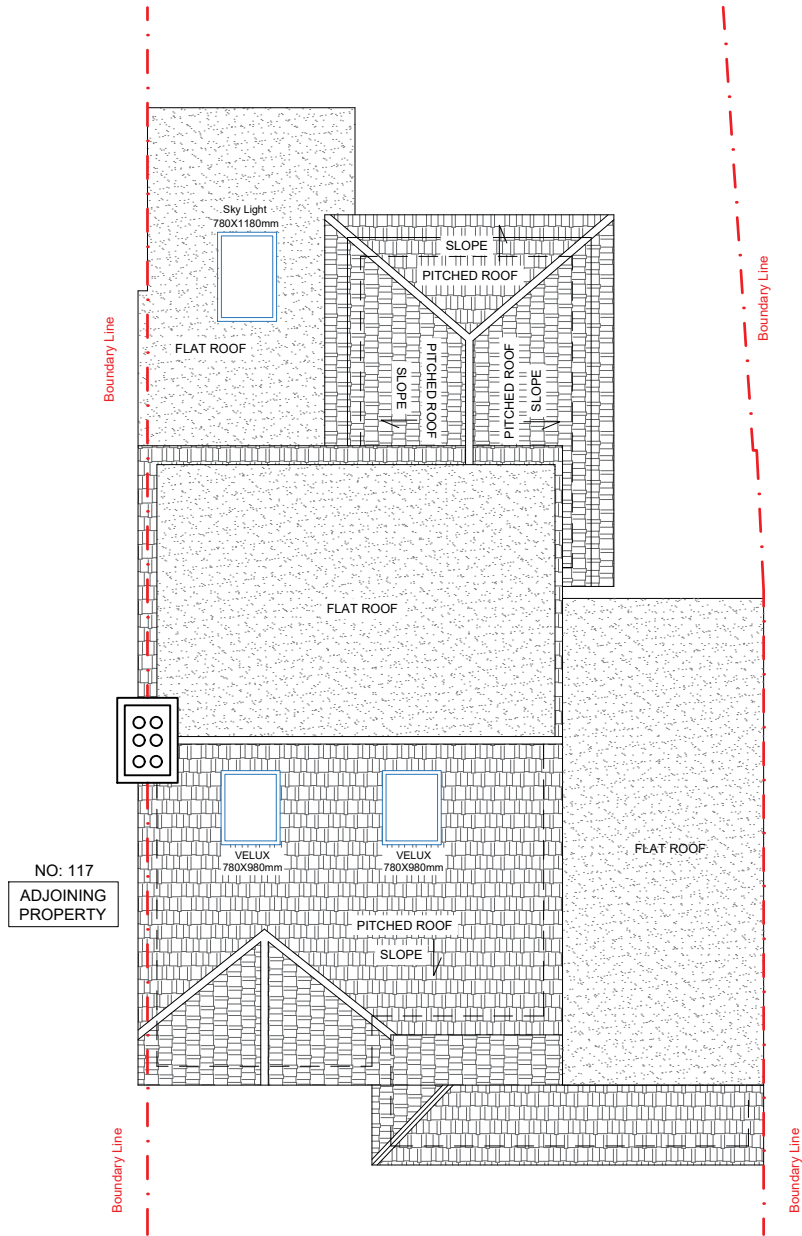 Sky Light
780X1180mm
SLOPE
PITCHED ROOF
Boundary Line
Boundary Line
FLAT ROOF
PITCHED ROOF
SLOPE
PITCHED ROOF
SLOPE
FLAT ROOF
VELUX
780X980mm
VELUX
780X980mm
FLAT ROOF
NO: 117
ADJOINING
PROPERTY
PITCHED ROOF
SLOPE
Boundary Line
Boundary Line